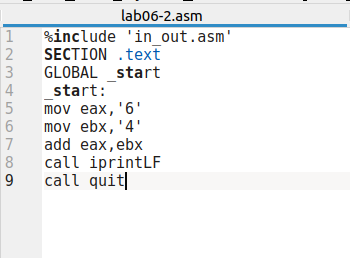 lab06-2.asm
1 %include 'in_out.asm'
2 SECTION .text
3 GLOBAL _start
4 _start:
5 mov eax,'6'
6 mov ebx,'4'
7 add eax,ebx
8 call iprintLF
9 call quit